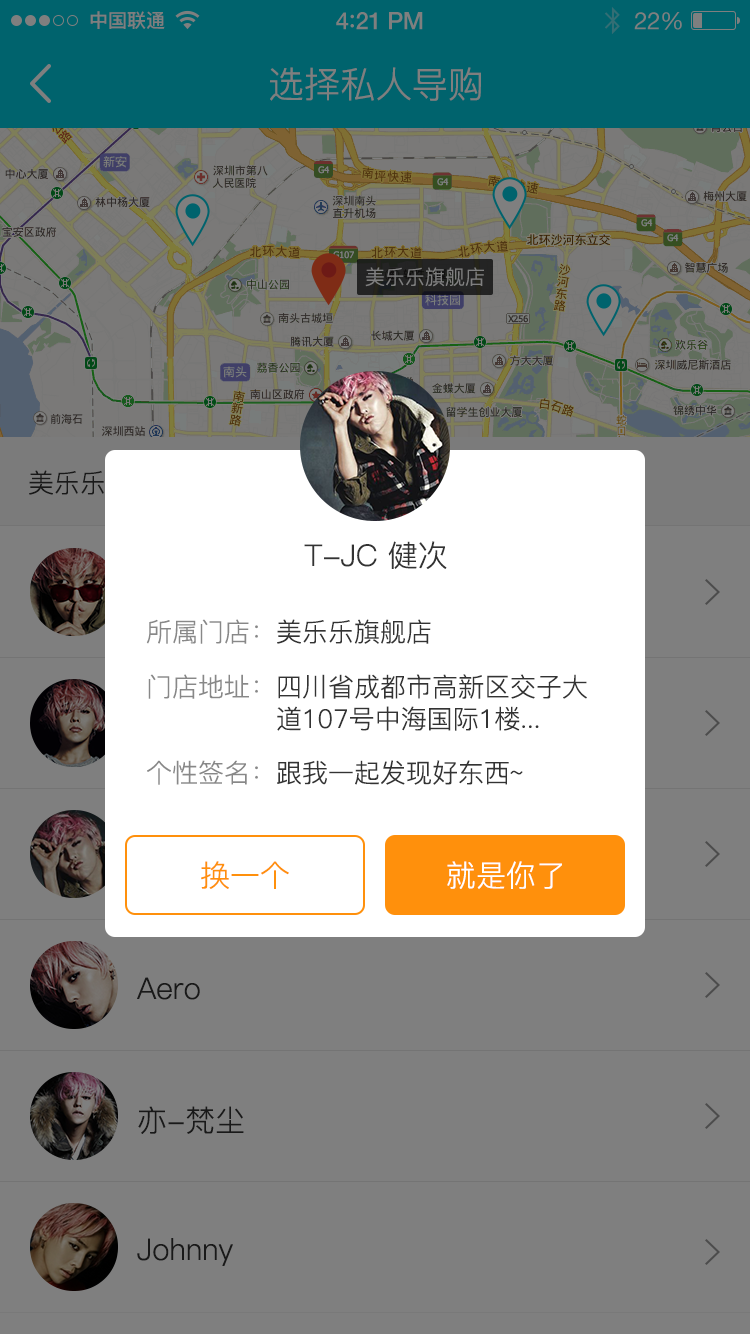 中国联通
4:21 PM
22%
选择私人导购
中心大厦
新安
深圳市第八
人民医院
G4
南坪快速
G4
林中杨大厦
深圳南头
直升机场
梅州大厦
宝安区政府
G4
G4
北环大道
G107
北环大道
北环大道
北环沙河东立交
美乐乐旗舰店
沙河东路
智慧广场
中山公园
科技园
南头古城垣
X256
腾讯大厦
长城大厦
欢乐谷
南头
荔香公园
方大大厦
深圳威尼斯酒店
南山区政府
金蝶大厦
南新路
留学生创业大厦
白石路
锦绣中华
前海石
深圳西站
美乐乐
T-JC 健次
所属门店：美乐乐旗舰店
门店地址：四川省成都市高新区交子大
道107号中海国际1楼...
个性签名：跟我一起发现好东西~
换一个
就是你了
Aero
亦-梵尘
Johnny